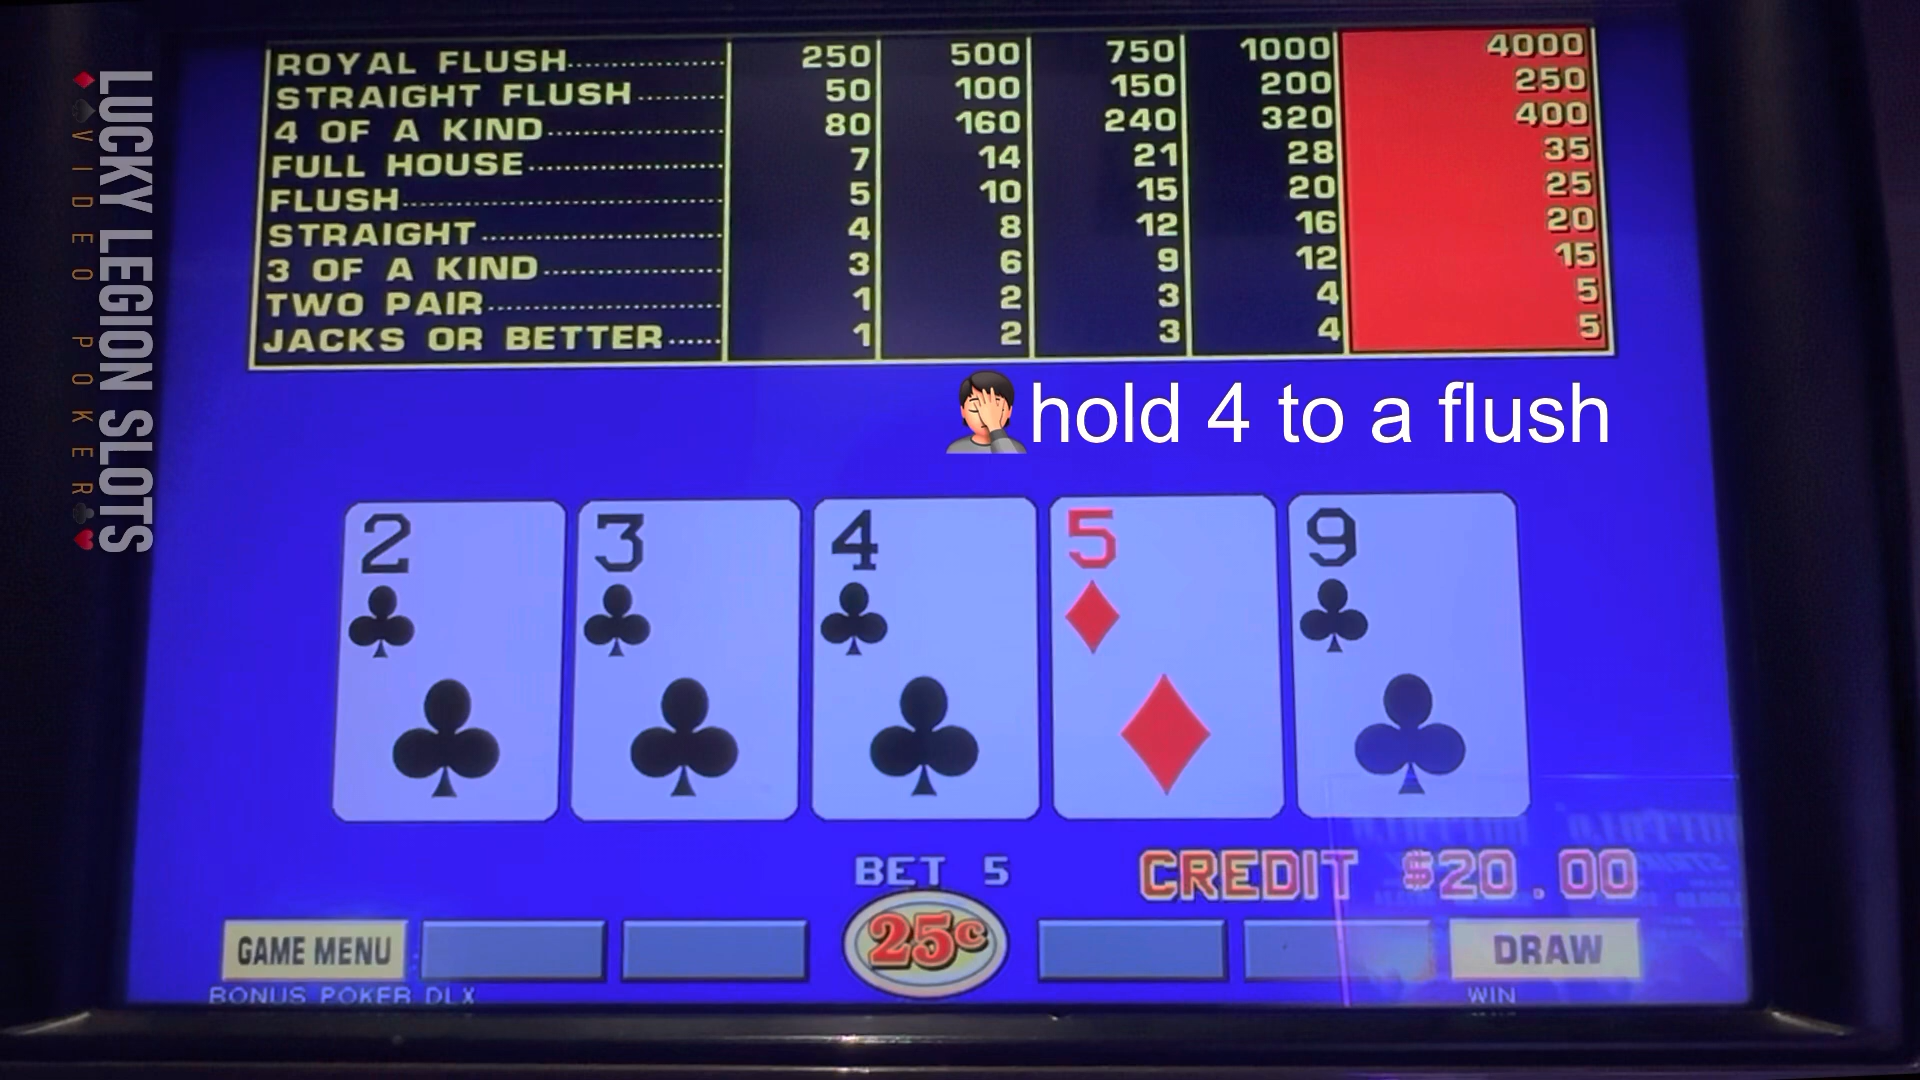 ROYAL FLUSH 250 500 750 1000 4000
STRAIGHT FLUSH 50 100 150 200 250
4 OF A KIND 80 160 240 320 400
FULL HOUSE 7 14 21 28 35
FLUSH 5 10 15 20 25
STRAIGHT 4 8 12 16 20
3 OF A KIND 3 6 9 12 15
TWO PAIR 1 2 3 4 5
JACKS OR BETTER 1 2 3 4 5
LUCKY LEGION SLOTS
VIDEO POKER
hold 4 to a flush
2 3 4 5 9
BET 5
CREDIT $20.00
GAME MENU
25¢
DRAW
BONUS POKER DLX
WIN